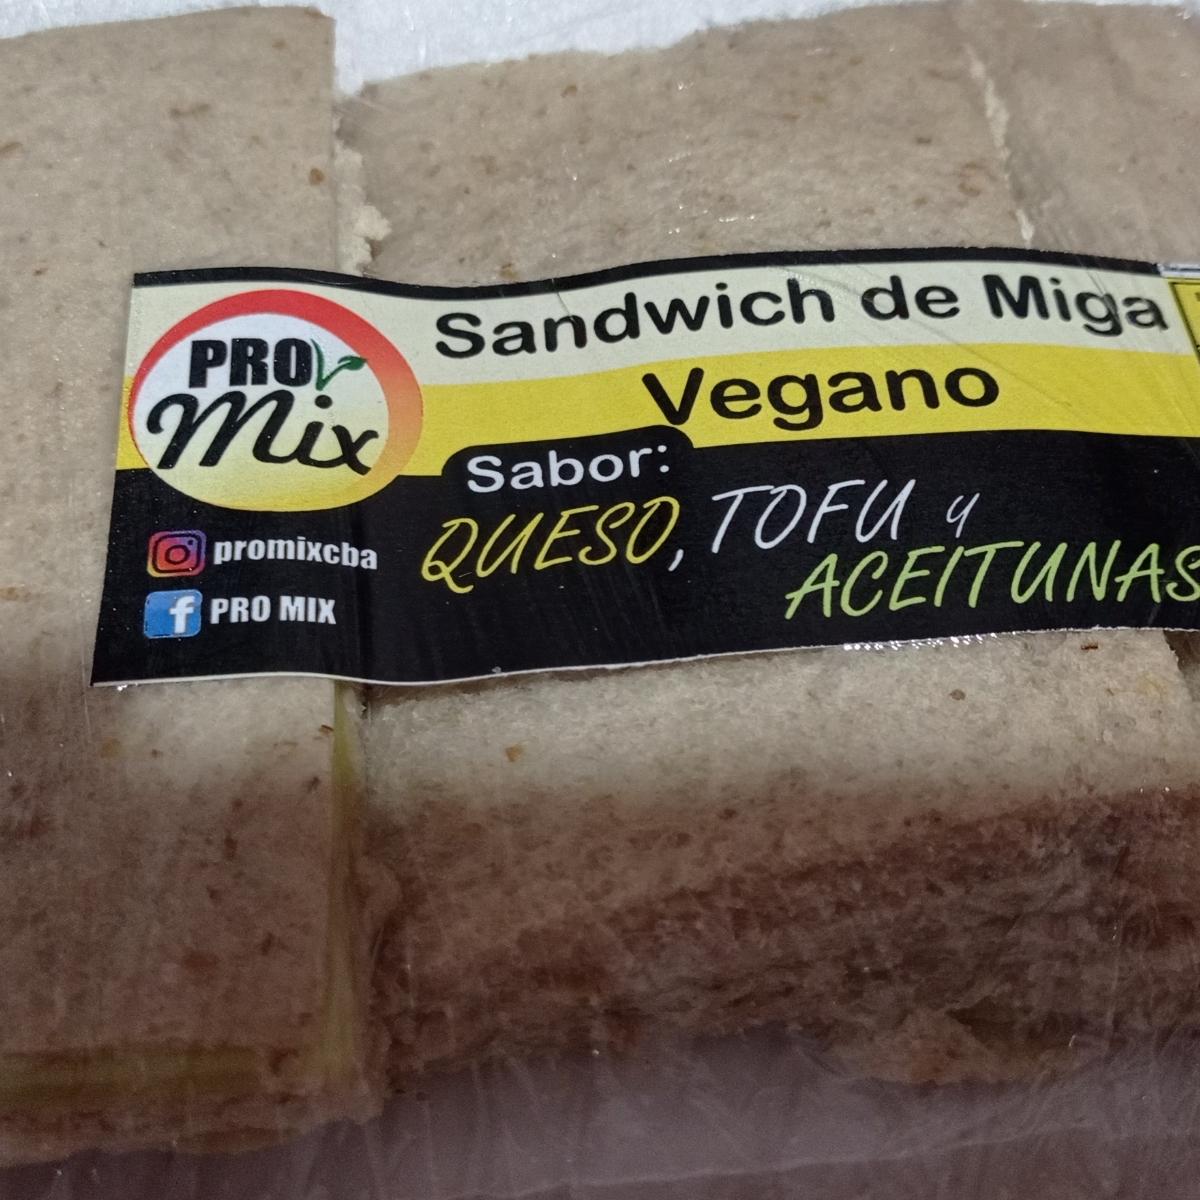 PRO
Mix
Sandwich de Miga
Vegano
Sabor:
QUESO, TOFU y
ACEITUNAS
promixcba
PRO MIX